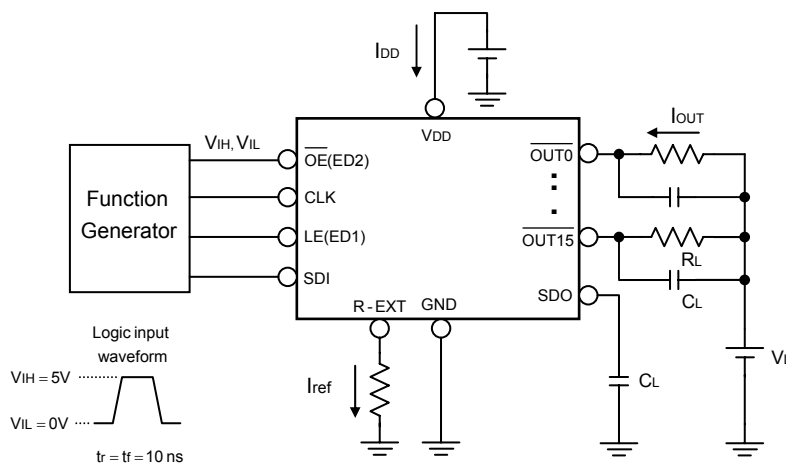 IDD
VDD
VIH, VIL
Function
Generator
OE(ED2)
CLK
LE(ED1)
SDI
R-EXT
GND
OUT0
OUT15
SDO
IOUT
RL
CL
CL
Iref
Logic input
waveform
VIH = 5V
VIL = 0V
tr = tf = 10 ns